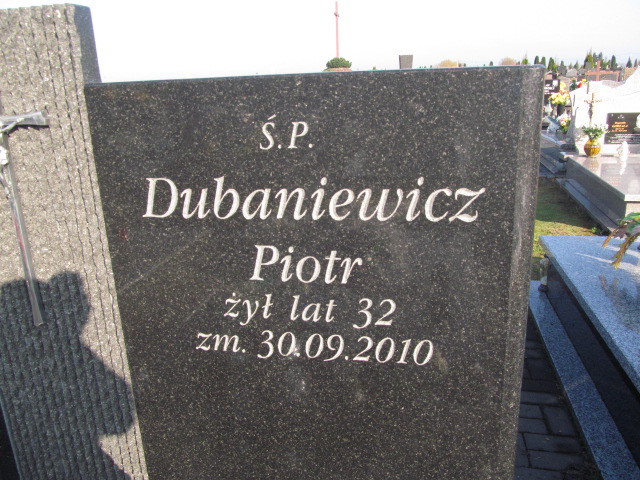 Ś.P.
Dubaniewicz
Piotr
żył lat 32
zm. 30.09.2010